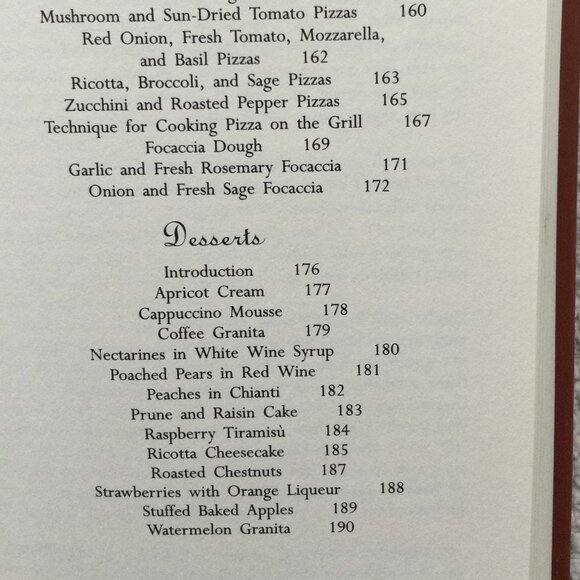 Mushroom and Sun-Dried Tomato Pizzas 160
Red Onion, Fresh Tomato, Mozzarella,
and Basil Pizzas 162
Ricotta, Broccoli, and Sage Pizzas 163
Zucchini and Roasted Pepper Pizzas 165
Technique for Cooking Pizza on the Grill 167
Focaccia Dough 169
Garlic and Fresh Rosemary Focaccia 171
Onion and Fresh Sage Focaccia 172
Desserts
Introduction 176
Apricot Cream 177
Cappuccino Mousse 178
Coffee Granita 179
Nectarines in White Wine Syrup 180
Poached Pears in Red Wine 181
Peaches in Chianti 182
Prune and Raisin Cake 183
Raspberry Tiramisù 184
Ricotta Cheesecake 185
Roasted Chestnuts 187
Strawberries with Orange Liqueur 188
Stuffed Baked Apples 189
Watermelon Granita 190